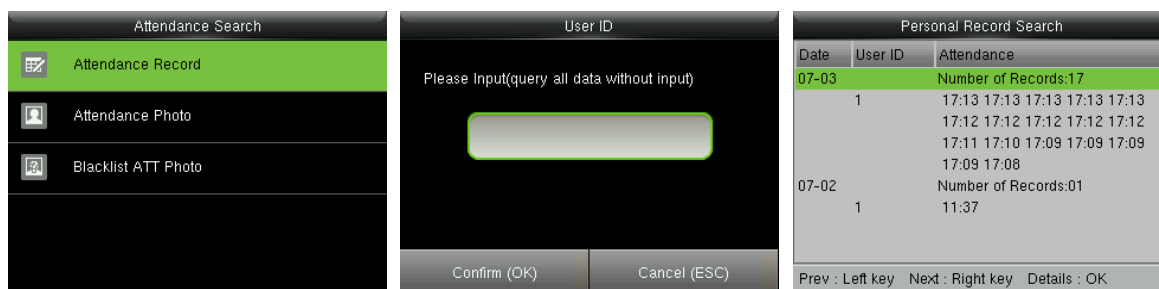 Attendance Search
Attendance Record
Attendance Photo
Blacklist ATT Photo
User ID
Please Input(query all data without input)
Confirm (OK) Cancel (ESC)
Personal Record Search
Date User ID Attendance
07-03 Number of Records:17
1 17:13 17:13 17:13 17:13 17:13
17:12 17:12 17:12 17:12 17:12
17:11 17:10 17:09 17:09 17:09
17:09 17:08
07-02 Number of Records:01
1 11:37
Prev : Left key Next : Right key Details : OK